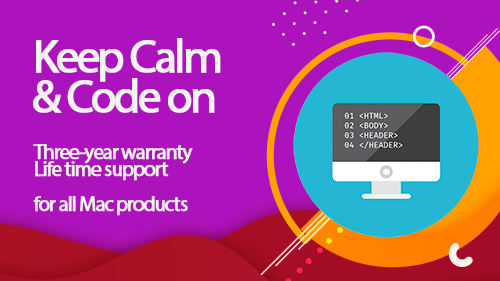 Keep Calm
& Code on
Three-year warranty
Life time support
for all Mac products
01 <HTML>
02 <BODY>
03 <HEADER>
04 </HEADER>